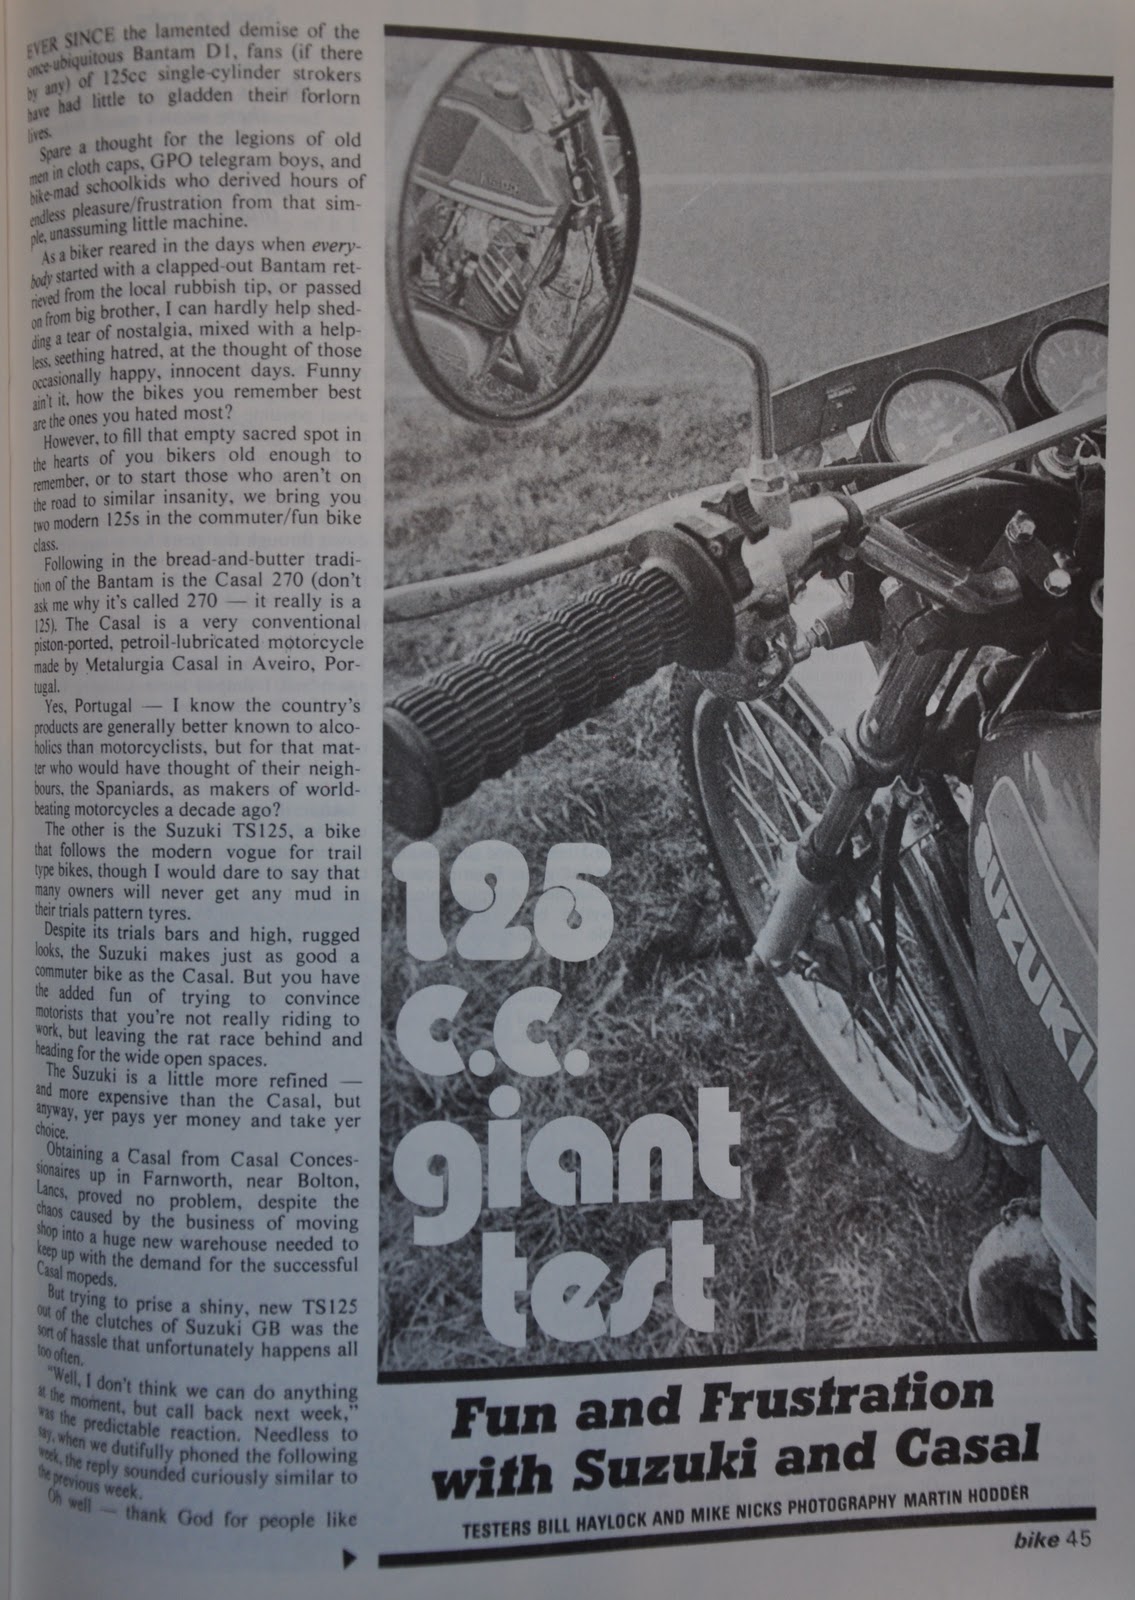 EVER SINCE the lamented demise of the
once-ubiquitous Bantam D1, fans (if there
by any) of 125cc single-cylinder strokers
have had little to gladden their forlorn
lives.
Spare a thought for the legions of old
men in cloth caps, GPO telegram boys, and
bike-mad schoolkids who derived hours of
endless pleasure/frustration from that sim-
ple, unassuming little machine.
As a biker reared in the days when every-
body started with a clapped-out Bantam ret-
rieved from the local rubbish tip, or passed
on from big brother, I can hardly help shed-
ding a tear of nostalgia, mixed with a help-
less, seething hatred, at the thought of those
occasionally happy, innocent days. Funny
ain't it, how the bikes you remember best
are the ones you hated most?
However, to fill that empty sacred spot in
the hearts of you bikers old enough to
remember, or to start those who aren't on
the road to similar insanity, we bring you
two modern 125s in the commuter/fun bike
class.
Following in the bread-and-butter tradi-
tion of the Bantam is the Casal 270 (don't
ask me why it's called 270 — it really is a
125). The Casal is a very conventional
piston-ported, petroil-lubricated motorcycle
made by Metalurgia Casal in Aveiro, Por-
tugal.
Yes, Portugal — I know the country's
products are generally better known to alco-
holics than motorcyclists, but for that mat-
ter who would have thought of their neigh-
bours, the Spaniards, as makers of world-
beating motorcycles a decade ago?
The other is the Suzuki TS125, a bike
that follows the modern vogue for trail
type bikes, though I would dare to say that
many owners will never get any mud in
their trials pattern tyres.
Despite its trials bars and high, rugged
looks, the Suzuki makes just as good a
commuter bike as the Casal. But you have
the added fun of trying to convince
motorists that you're not really riding to
work, but leaving the rat race behind and
heading for the wide open spaces.
The Suzuki is a little more refined —
and more expensive than the Casal, but
anyway, yer pays yer money and take yer
choice.
Obtaining a Casal from Casal Conces-
sionaires up in Farnworth, near Bolton,
Lancs, proved no problem, despite the
chaos caused by the business of moving
shop into a huge new warehouse needed to
keep up with the demand for the successful
Casal mopeds.
But trying to prise a shiny, new TS125
out of the clutches of Suzuki GB was the
sort of hassle that unfortunately happens all
too often.
"Well, I don't think we can do anything
at the moment, but call back next week,"
was the predictable reaction. Needless to
say, when we dutifully phoned the following
week, the reply sounded curiously similar to
the previous week.
Oh well — thank God for people like
SUZUKI
125
c.c.
giant
test
Fun and Frustration
with Suzuki and Casal
TESTERS BILL HAYLOCK AND MIKE NICKS PHOTOGRAPHY MARTIN HODDER
bike 45